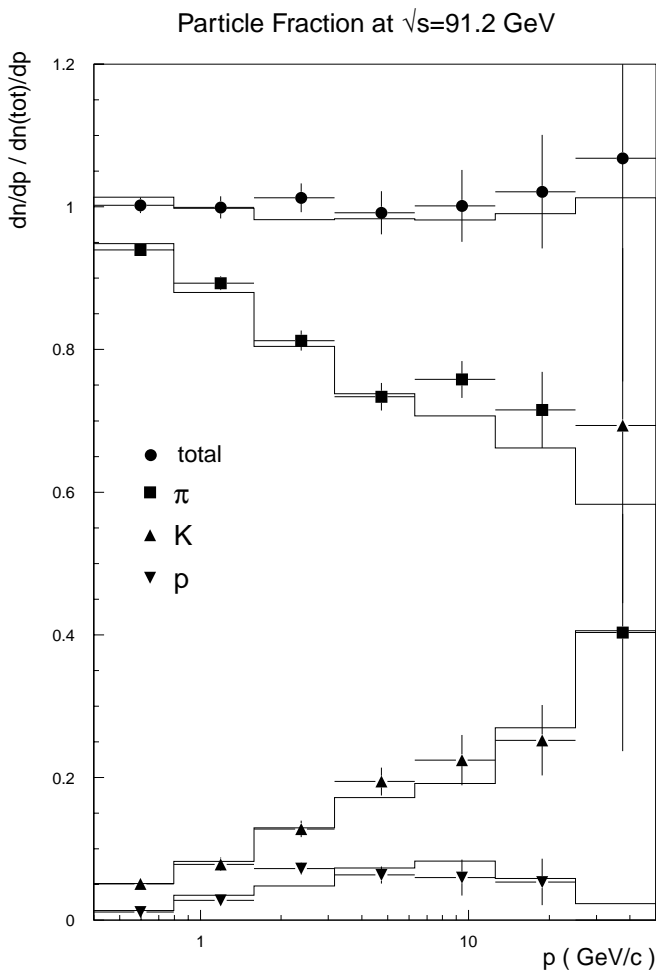 Particle Fraction at √s=91.2 GeV
dn/dp / dn(tot)/dp
1.2
1
0.8
0.6
0.4
0.2
0
total
π
K
p
1
10
p ( GeV/c )